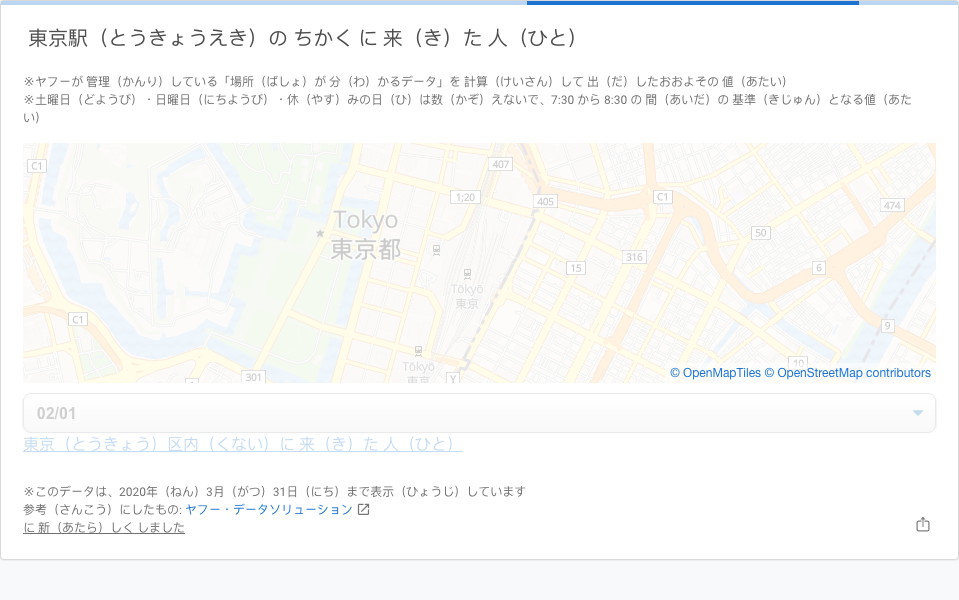 東京駅（とうきょうえき）の ちかく に 来（き）た 人（ひと）
※ヤフーが 管理（かんり）している「場所（ばしょ）が 分（わ）かるデータ」を 計算（けいさん）して 出（だ）したおおよその 値（あたい）
※土曜日（どようび）・日曜日（にちようび）・休（やす）みの日（ひ）は数（かぞ）えないで、7:30 から 8:30 の 間（あいだ）の 基準（きじゅん）となる値（あた
い）
C1
407
1;20
405
C1
474
Tokyo
東京都
50
316
15
6
Tōkyō
東京
C1
9
Tōkyō
東京
10
301
Y
© OpenMapTiles © OpenStreetMap contributors
02/01
東京（とうきょう）区内（くない）に 来（き）た 人（ひと）
※このデータは、2020年（ねん）3月（がつ）31日（にち）まで表示（ひょうじ）しています
参考（さんこう）にしたもの: ヤフー・データソリューション
に 新（あたら）しく しました